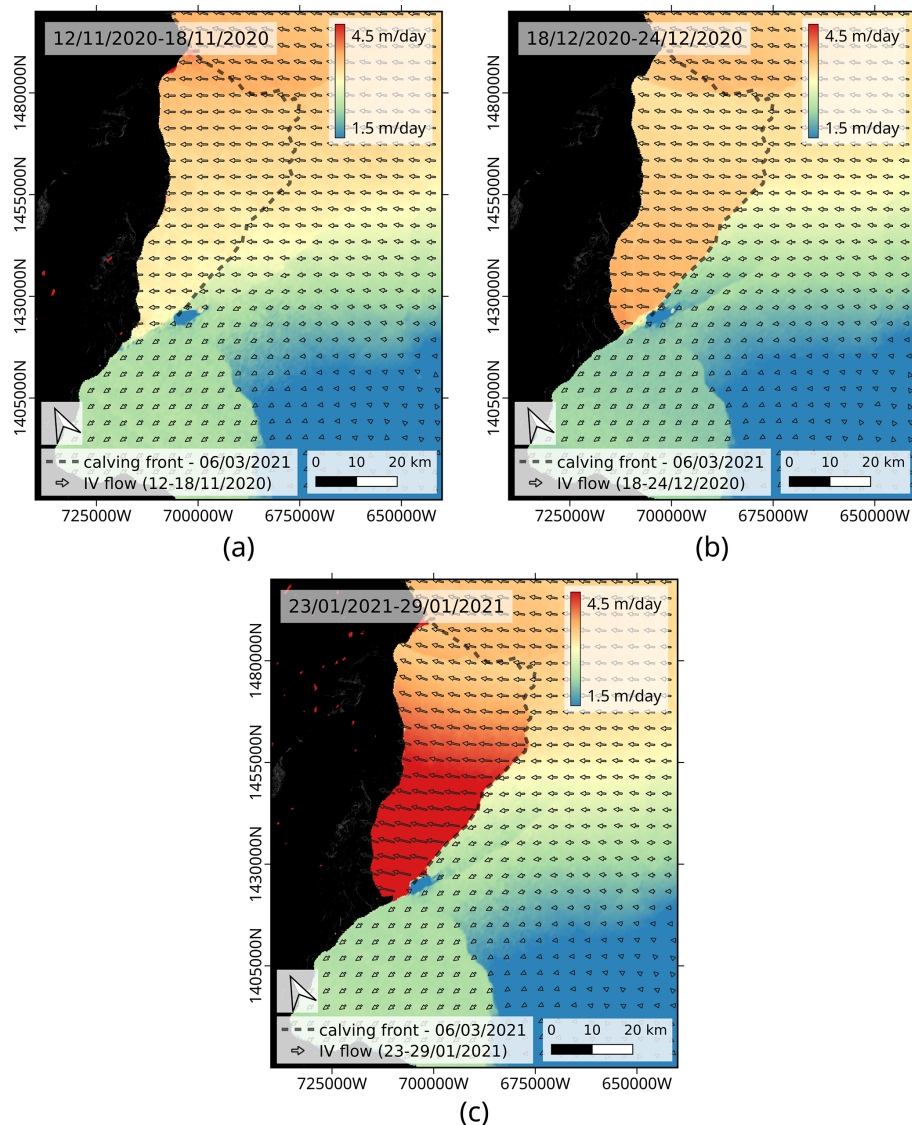 12/11/2020-18/11/2020
4.5 m/day
1.5 m/day
1480000N
1455000N
1430000N
1405000N
calving front - 06/03/2021
IV flow (12-18/11/2020)
0 10 20 km
725000W 700000W 675000W 650000W
(a)
18/12/2020-24/12/2020
4.5 m/day
1.5 m/day
1480000N
1455000N
1430000N
1405000N
calving front - 06/03/2021
IV flow (18-24/12/2020)
0 10 20 km
725000W 700000W 675000W 650000W
(b)
23/01/2021-29/01/2021
4.5 m/day
1.5 m/day
1480000N
1455000N
1430000N
1405000N
calving front - 06/03/2021
IV flow (23-29/01/2021)
0 10 20 km
725000W 700000W 675000W 650000W
(c)